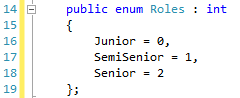 14 public enum Roles : int
15 {
16 Junior = 0,
17 SemiSenior = 1,
18 Senior = 2
19 };